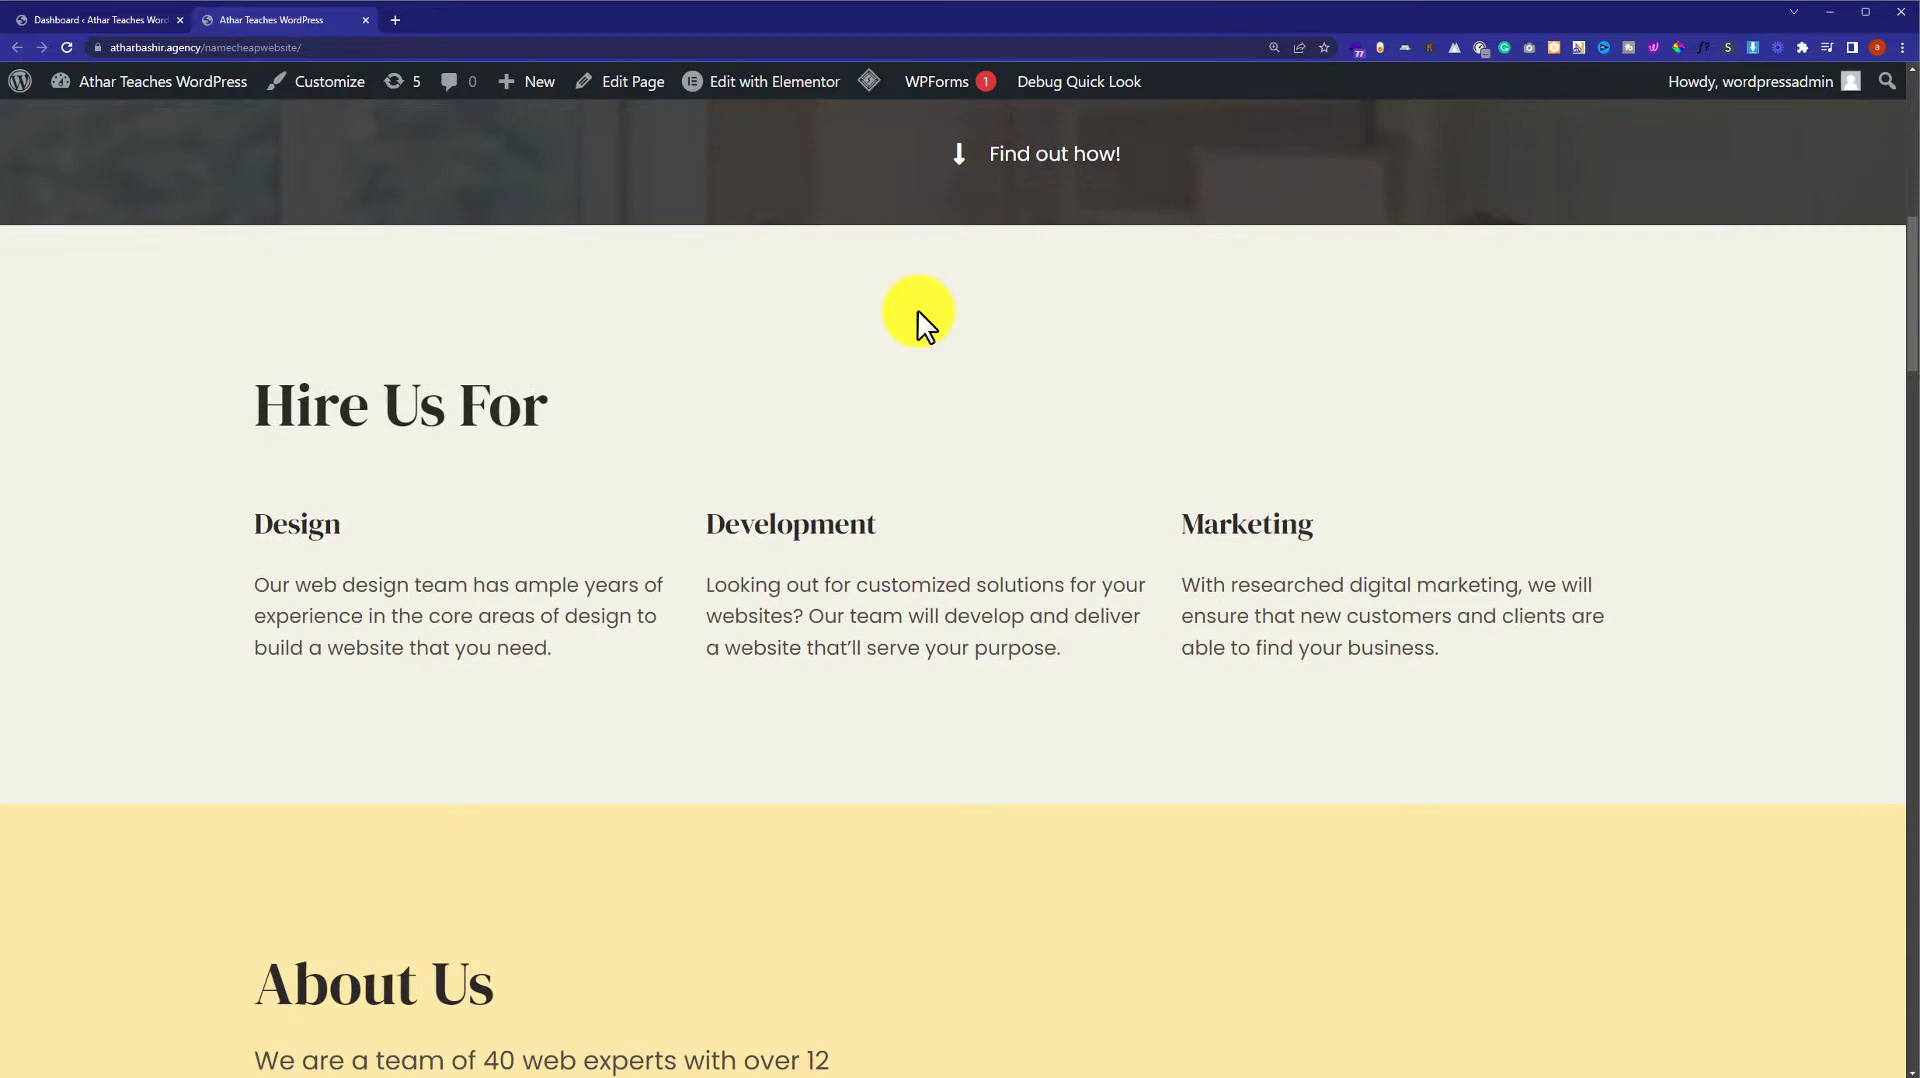 Dashboard ‹ Athar Teaches Wor
Athar Teaches WordPress
atharbashir.agency/namecheapwebsite/
77
a
Athar Teaches WordPress
Customize
5
0
New
Edit Page
Edit with Elementor
WPForms 1
Debug Quick Look
Howdy, wordpressadmin
Find out how!
Hire Us For
Design
Our web design team has ample years of
experience in the core areas of design to
build a website that you need.
Development
Looking out for customized solutions for your
websites? Our team will develop and deliver
a website that’ll serve your purpose.
Marketing
With researched digital marketing, we will
ensure that new customers and clients are
able to find your business.
About Us
We are a team of 40 web experts with over 12